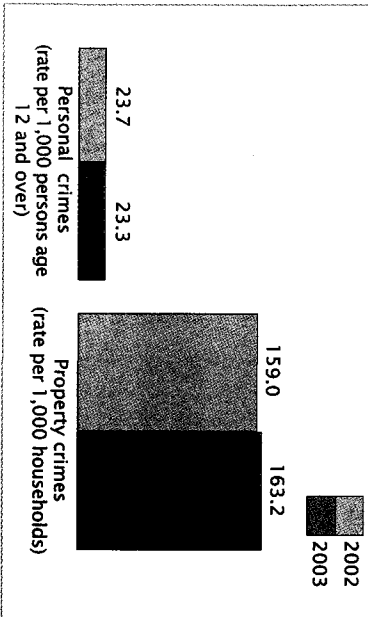 2002
2003
159.0
163.2
23.7
23.3
Personal crimes
(rate per 1,000 persons age
12 and over)
Property crimes
(rate per 1,000 households)